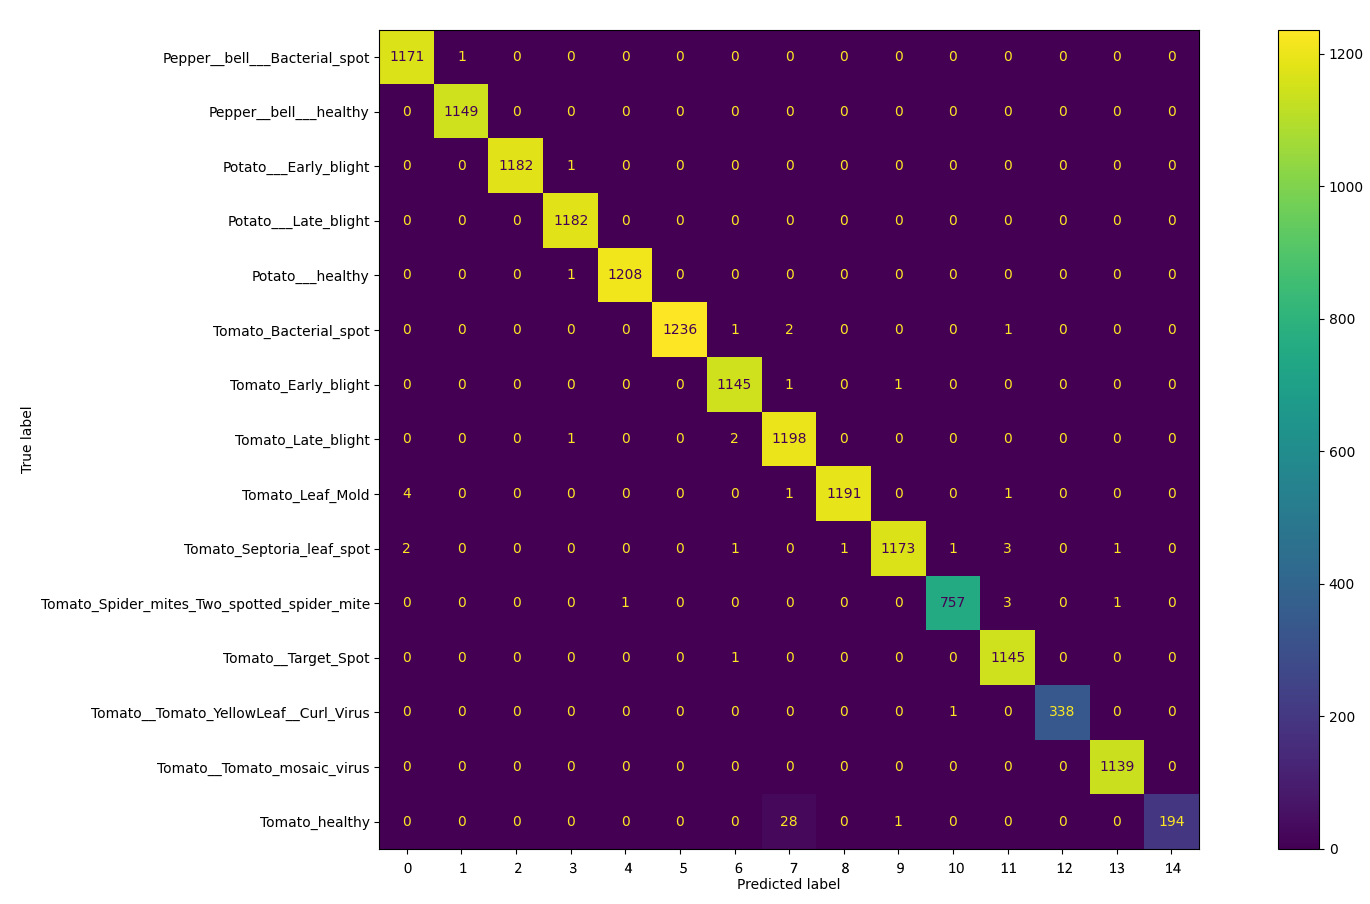 Pepper__bell___Bacterial_spot 1171 1 0 0 0 0 0 0 0 0 0 0 0 0 0
Pepper__bell___healthy 0 1149 0 0 0 0 0 0 0 0 0 0 0 0 0
Potato___Early_blight 0 0 1182 1 0 0 0 0 0 0 0 0 0 0 0
Potato___Late_blight 0 0 0 1182 0 0 0 0 0 0 0 0 0 0 0
Potato___healthy 0 0 0 1 1208 0 0 0 0 0 0 0 0 0 0
Tomato_Bacterial_spot 0 0 0 0 0 1236 1 2 0 0 0 1 0 0 0
Tomato_Early_blight 0 0 0 0 0 0 1145 1 0 1 0 0 0 0 0
Tomato_Late_blight 0 0 0 1 0 0 2 1198 0 0 0 0 0 0 0
Tomato_Leaf_Mold 4 0 0 0 0 0 0 1 1191 0 0 1 0 0 0
Tomato_Septoria_leaf_spot 2 0 0 0 0 0 1 0 1 1173 1 3 0 1 0
Tomato_Spider_mites_Two_spotted_spider_mite 0 0 0 0 1 0 0 0 0 0 757 3 0 1 0
Tomato__Target_Spot 0 0 0 0 0 0 1 0 0 0 0 1145 0 0 0
Tomato__Tomato_YellowLeaf__Curl_Virus 0 0 0 0 0 0 0 0 0 0 1 0 338 0 0
Tomato__Tomato_mosaic_virus 0 0 0 0 0 0 0 0 0 0 0 0 0 1139 0
Tomato_healthy 0 0 0 0 0 0 0 28 0 1 0 0 0 0 194
0 1 2 3 4 5 6 7 8 9 10 11 12 13 14
Predicted label
True label
1200
1000
800
600
400
200
0